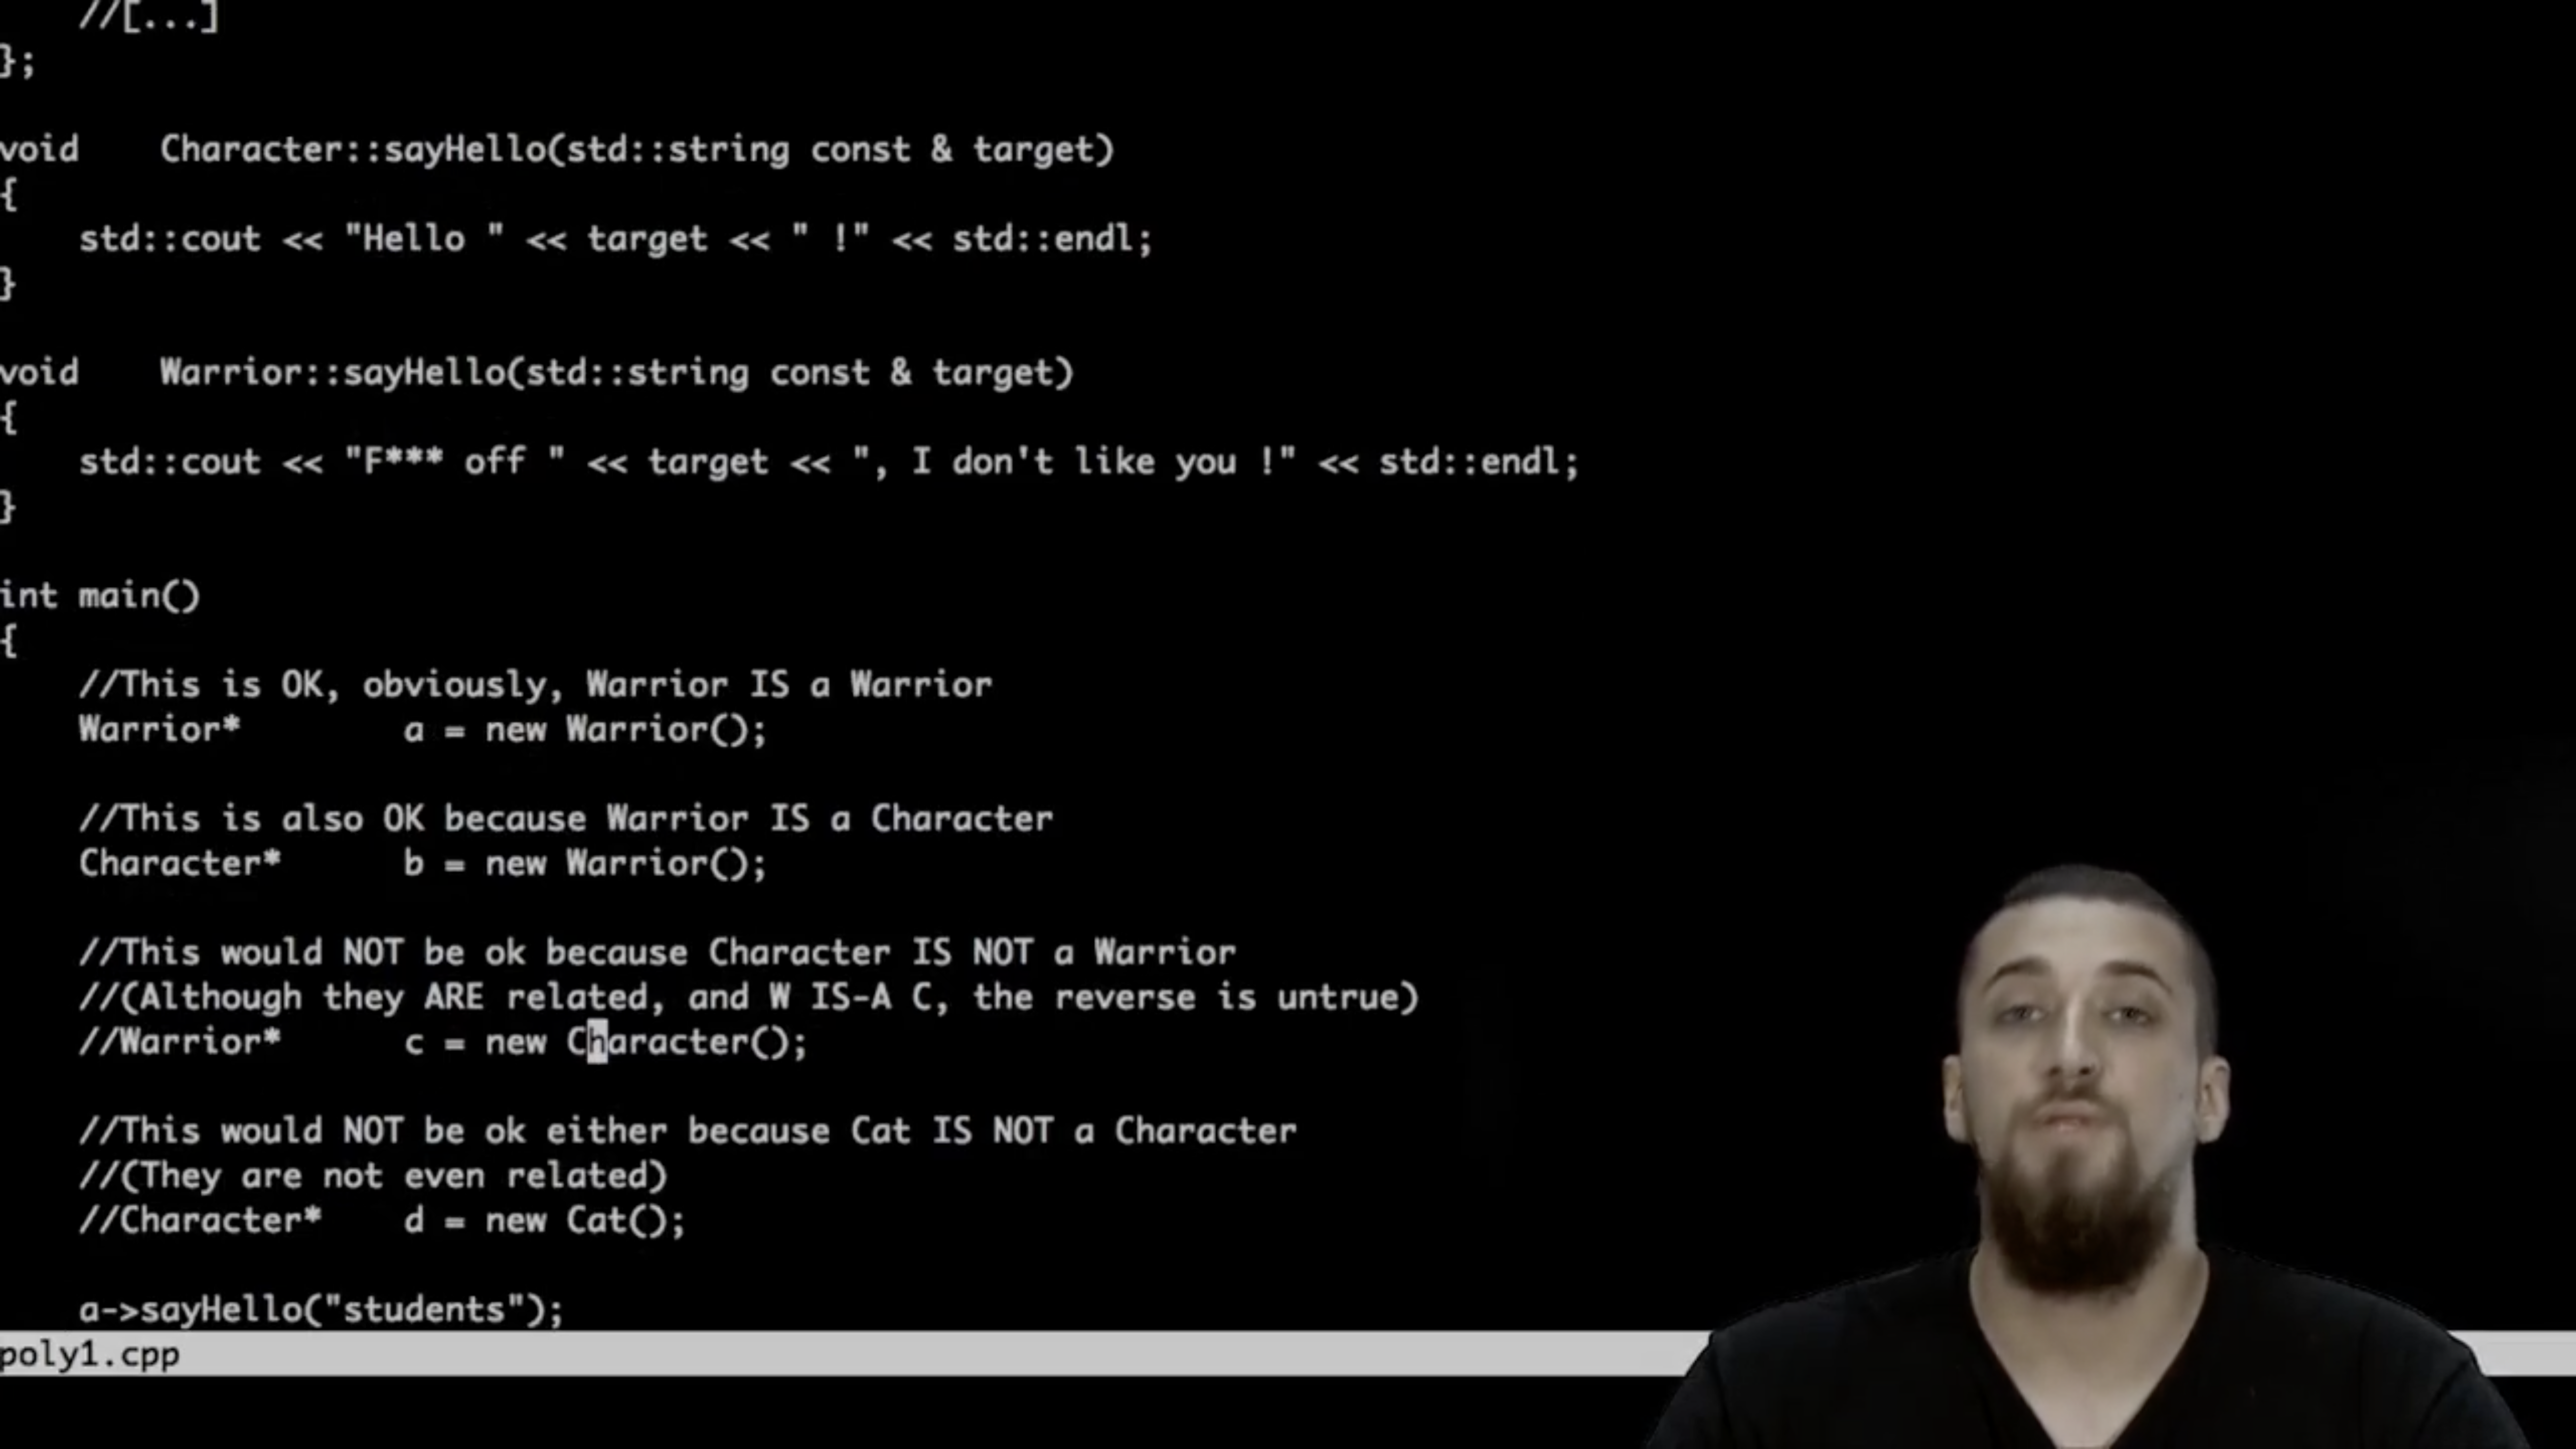 //[...]
};
void    Character::sayHello(std::string const & target)
{
    std::cout << "Hello " << target << " !" << std::endl;
}
void    Warrior::sayHello(std::string const & target)
{
    std::cout << "F*** off " << target << ", I don't like you !" << std::endl;
}
int main()
{
    //This is OK, obviously, Warrior IS a Warrior
    Warrior*        a = new Warrior();
    //This is also OK because Warrior IS a Character
    Character*      b = new Warrior();
    //This would NOT be ok because Character IS NOT a Warrior
    //(Although they ARE related, and W IS-A C, the reverse is untrue)
    //Warrior*      c = new Character();
    //This would NOT be ok either because Cat IS NOT a Character
    //(They are not even related)
    //Character*    d = new Cat();
    a->sayHello("students");
poly1.cpp